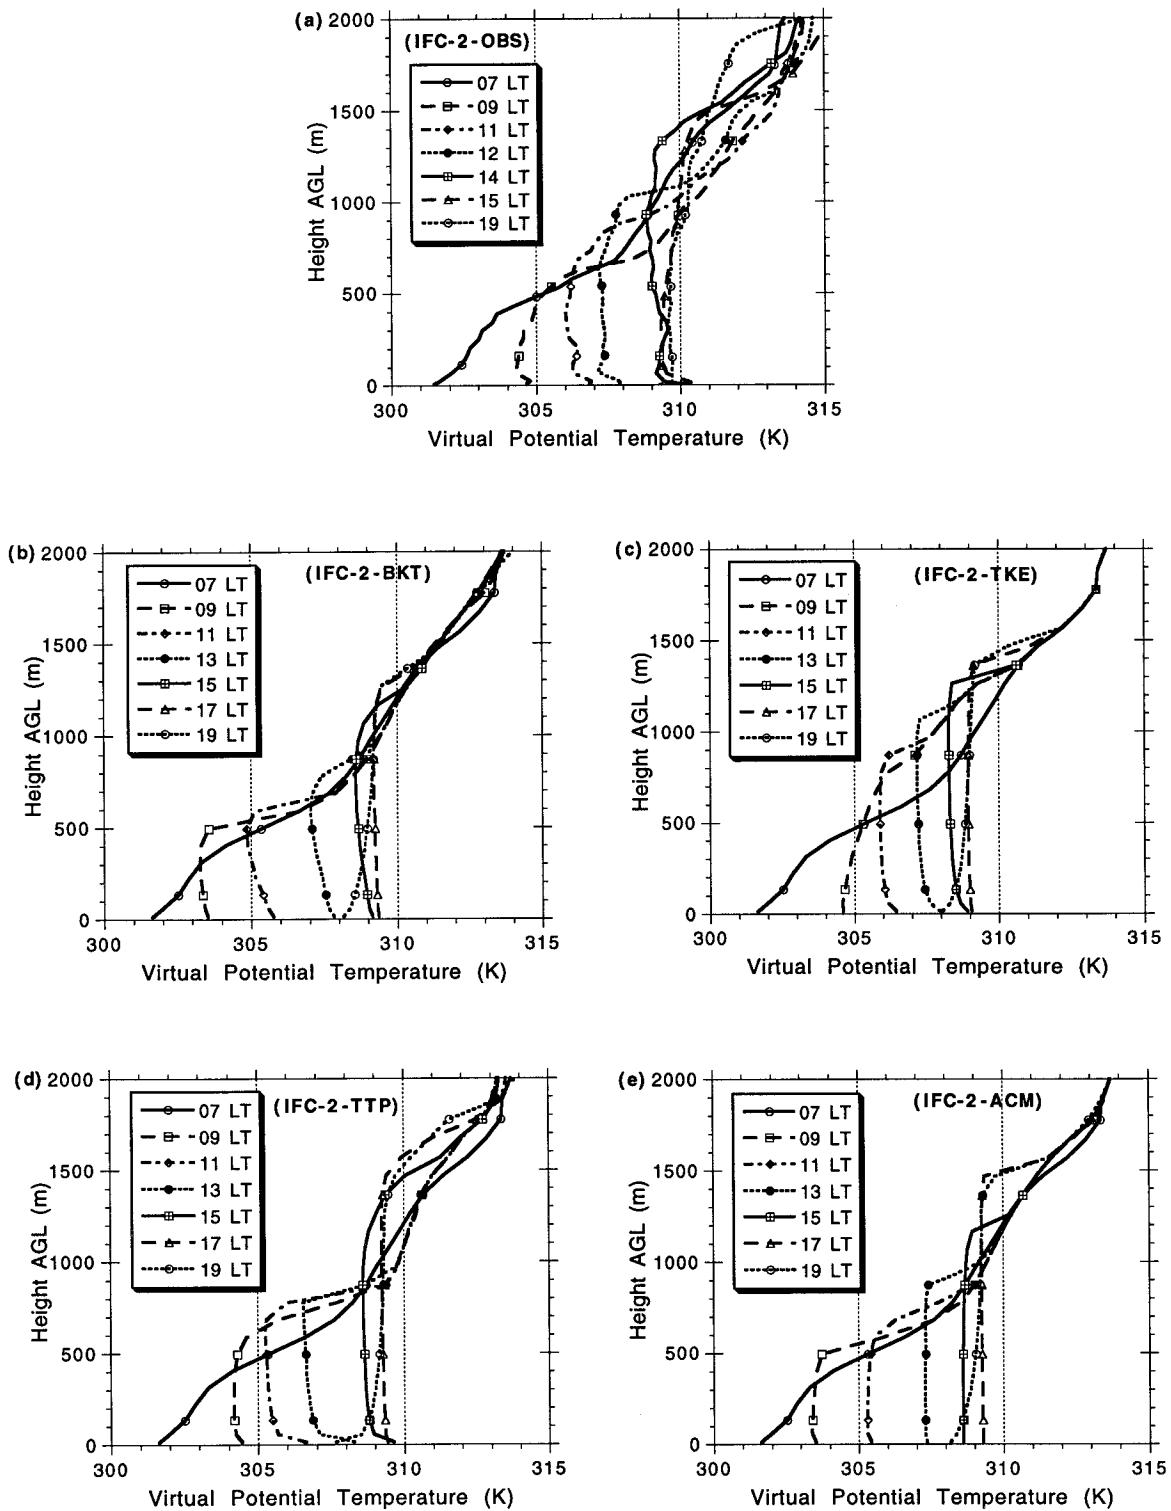 (a)
(IFC-2-OBS)
2000
1500
1000
500
0
Height AGL (m)
07 LT
09 LT
11 LT
12 LT
14 LT
15 LT
19 LT
300 305 310 315
Virtual Potential Temperature (K)
(b)
(IFC-2-BKT)
2000
1500
1000
500
0
Height AGL (m)
07 LT
09 LT
11 LT
13 LT
15 LT
17 LT
19 LT
300 305 310 315
Virtual Potential Temperature (K)
(c)
(IFC-2-TKE)
2000
1500
1000
500
0
Height AGL (m)
07 LT
09 LT
11 LT
13 LT
15 LT
17 LT
19 LT
300 305 310 315
Virtual Potential Temperature (K)
(d)
(IFC-2-TTP)
2000
1500
1000
500
0
Height AGL (m)
07 LT
09 LT
11 LT
13 LT
15 LT
17 LT
19 LT
300 305 310 315
Virtual Potential Temperature (K)
(e)
(IFC-2-ACM)
2000
1500
1000
500
0
Height AGL (m)
07 LT
09 LT
11 LT
13 LT
15 LT
17 LT
19 LT
300 305 310 315
Virtual Potential Temperature (K)